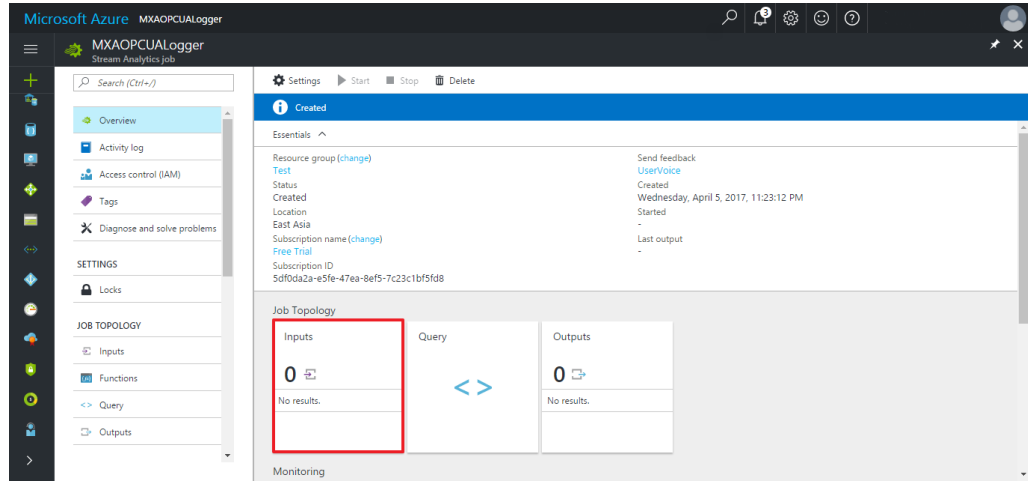 Microsoft Azure MXAOPCUALogger
3
MXAOPCUALogger
Stream Analytics job
Search (Ctrl+/)
Overview
Activity log
Access control (IAM)
Tags
Diagnose and solve problems
SETTINGS
Locks
JOB TOPOLOGY
Inputs
Functions
<> Query
Outputs
Settings Start Stop Delete
Created
Essentials
Resource group (change)
Test
Status
Created
Location
East Asia
Subscription name (change)
Free Trial
Subscription ID
5df0da2a-e5fe-47ea-8ef5-7c23c1bf5fd8
Send feedback
UserVoice
Created
Wednesday, April 5, 2017, 11:23:12 PM
Started
-
Last output
-
Job Topology
Inputs
0
No results.
Query
< >
Outputs
0
No results.
Monitoring